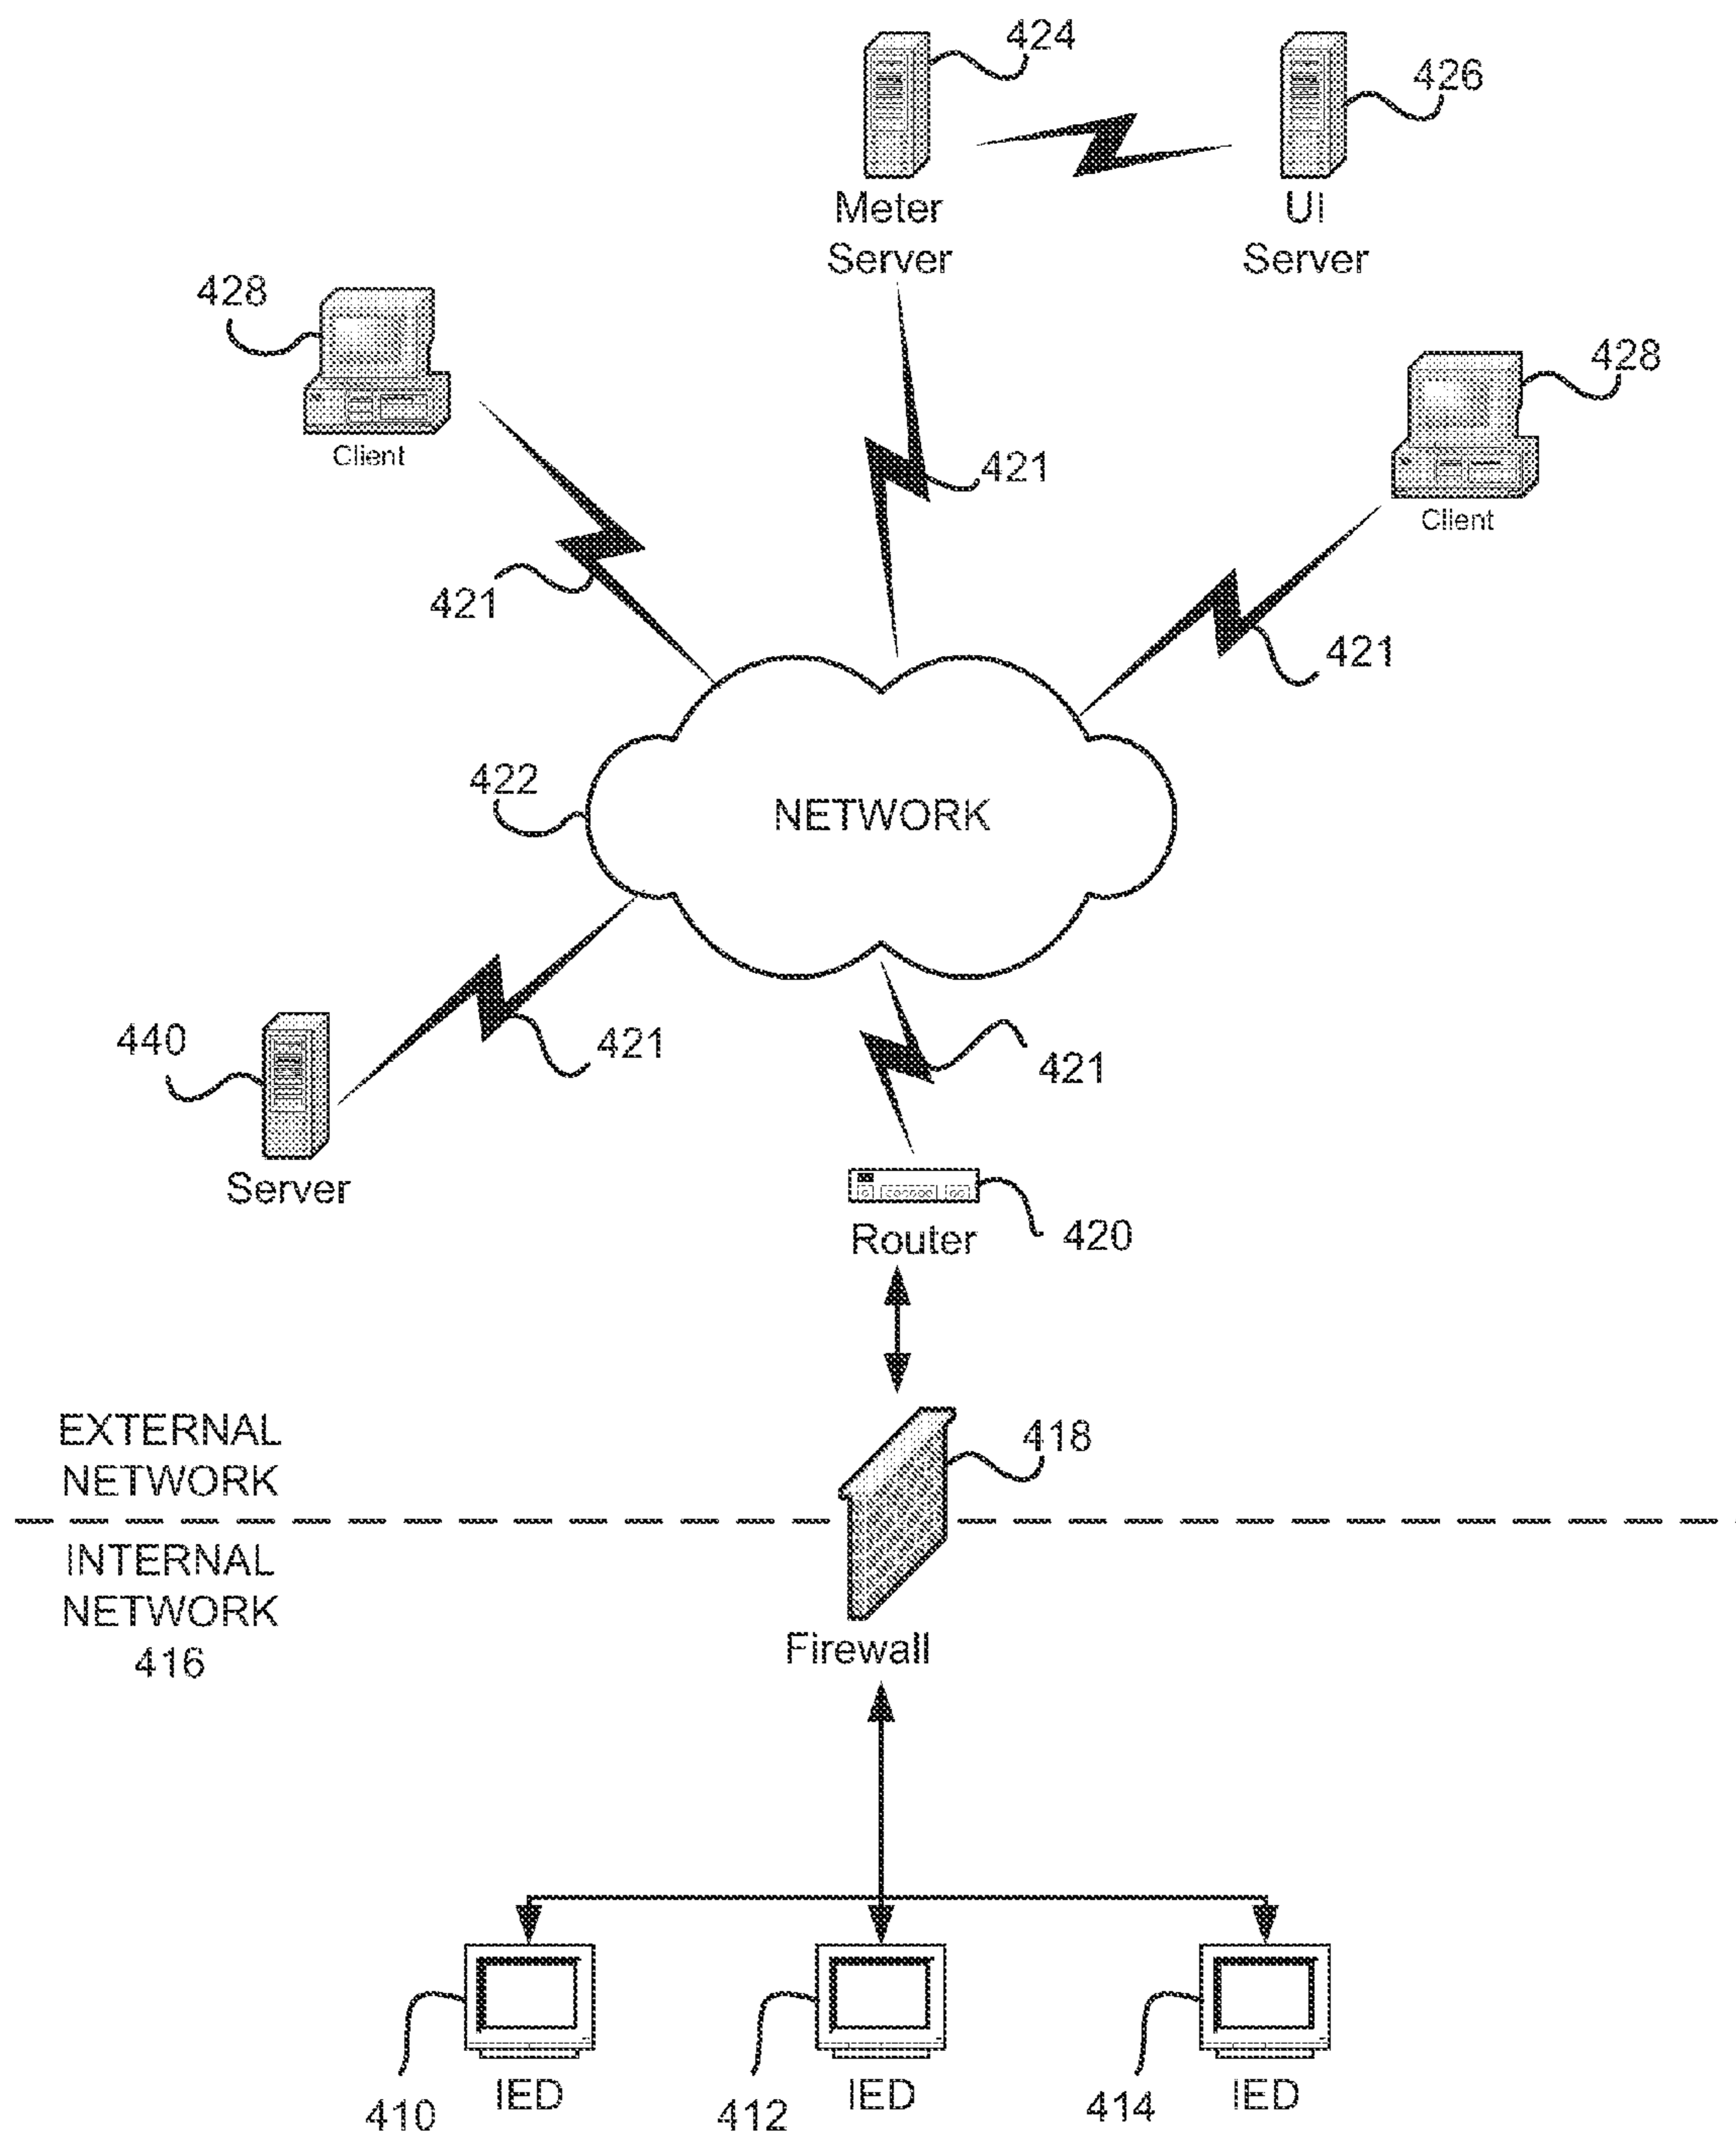 424
426
Meter
Server
UI
Server
428
Client
428
Client
421
421
421
422
NETWORK
440
Server
421
421
Router
420
EXTERNAL
NETWORK
418
INTERNAL
NETWORK
416
Firewall
410
IED
412
IED
414
IED